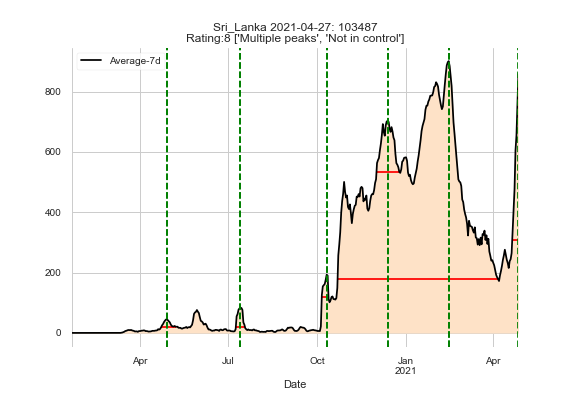 Sri_Lanka 2021-04-27: 103487
Rating:8 ['Multiple peaks', 'Not in control']
Average-7d
800
600
400
200
0
Apr
Jul
Oct
Jan
2021
Apr
Date